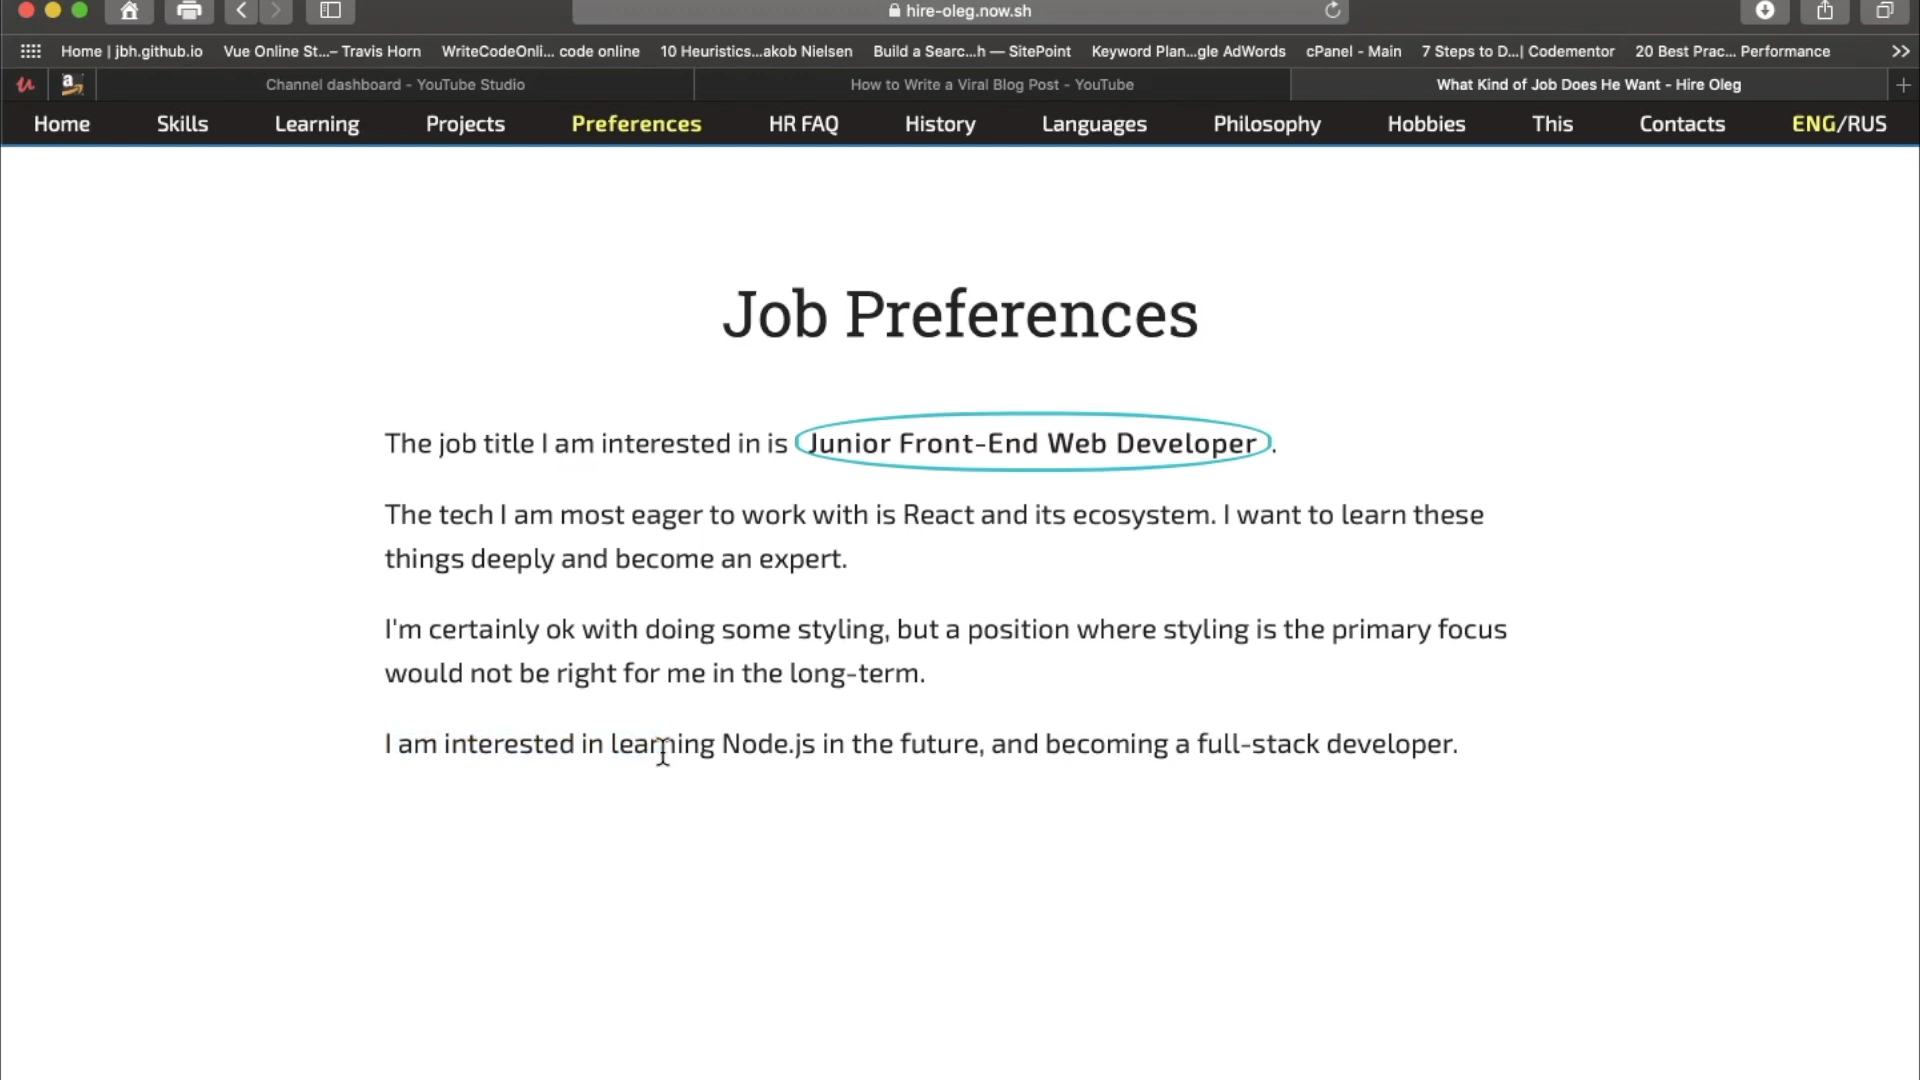 hire-oleg.now.sh
Home | jbh.github.io Vue Online St...– Travis Horn WriteCodeOnli... code online 10 Heuristics...akob Nielsen Build a Searc...h — SitePoint Keyword Plan...gle AdWords cPanel - Main 7 Steps to D...| Codementor 20 Best Prac... Performance
Channel dashboard - YouTube Studio How to Write a Viral Blog Post - YouTube What Kind of Job Does He Want - Hire Oleg
Home Skills Learning Projects Preferences HR FAQ History Languages Philosophy Hobbies This Contacts ENG/RUS
Job Preferences
The job title I am interested in is Junior Front-End Web Developer.
The tech I am most eager to work with is React and its ecosystem. I want to learn these
things deeply and become an expert.
I'm certainly ok with doing some styling, but a position where styling is the primary focus
would not be right for me in the long-term.
I am interested in learning Node.js in the future, and becoming a full-stack developer.